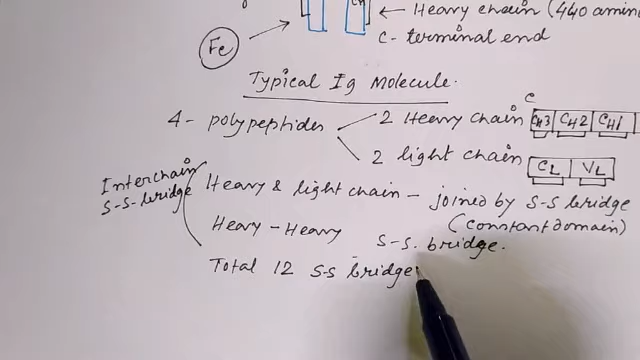 CH
← Heavy chain (440 amin
C- terminal end
Fc
Typical Ig Molecule.
4- polypeptides
2 Heavy chain
C
CH3 CH2 CH1
2 light chain
CL VL
Interchain
S-S-bridge
Heavy & light chain - joined by S-S bridge
(constant domain)
Heavy - Heavy S-S. bridge.
Total 12 S-S bridge